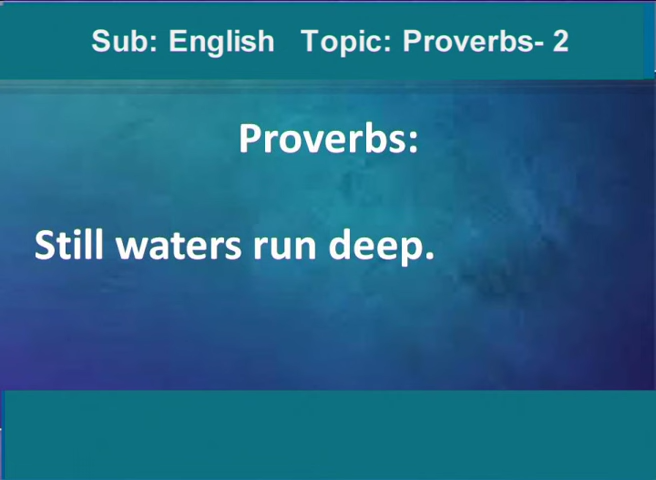 Sub: English   Topic: Proverbs- 2
Proverbs:
Still waters run deep.